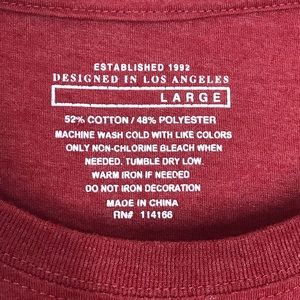 ESTABLISHED 1992
DESIGNED IN LOS ANGELES
LARGE
52% COTTON / 48% POLYESTER
MACHINE WASH COLD WITH LIKE COLORS
ONLY NON-CHLORINE BLEACH WHEN
NEEDED. TUMBLE DRY LOW.
WARM IRON IF NEEDED
DO NOT IRON DECORATION
MADE IN CHINA
RN# 114166